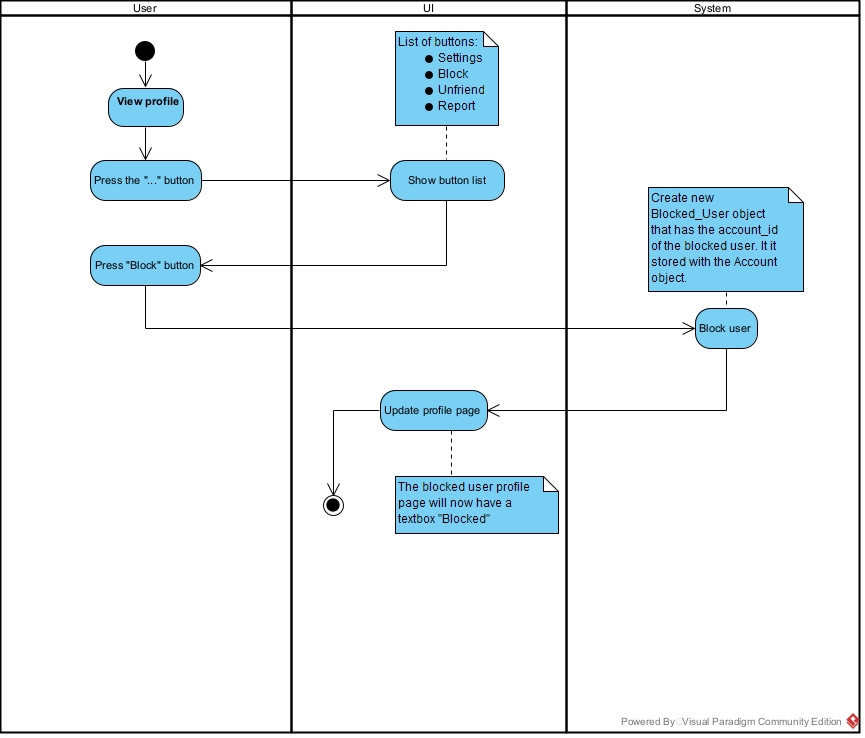 User
UI
System
List of buttons:
● Settings
● Block
● Unfriend
● Report
View profile
Press the "..." button
Show button list
Create new
Blocked_User object
that has the account_id
of the blocked user. It it
stored with the Account
object.
Press "Block" button
Block user
Update profile page
The blocked user profile
page will now have a
textbox "Blocked"
Powered By Visual Paradigm Community Edition